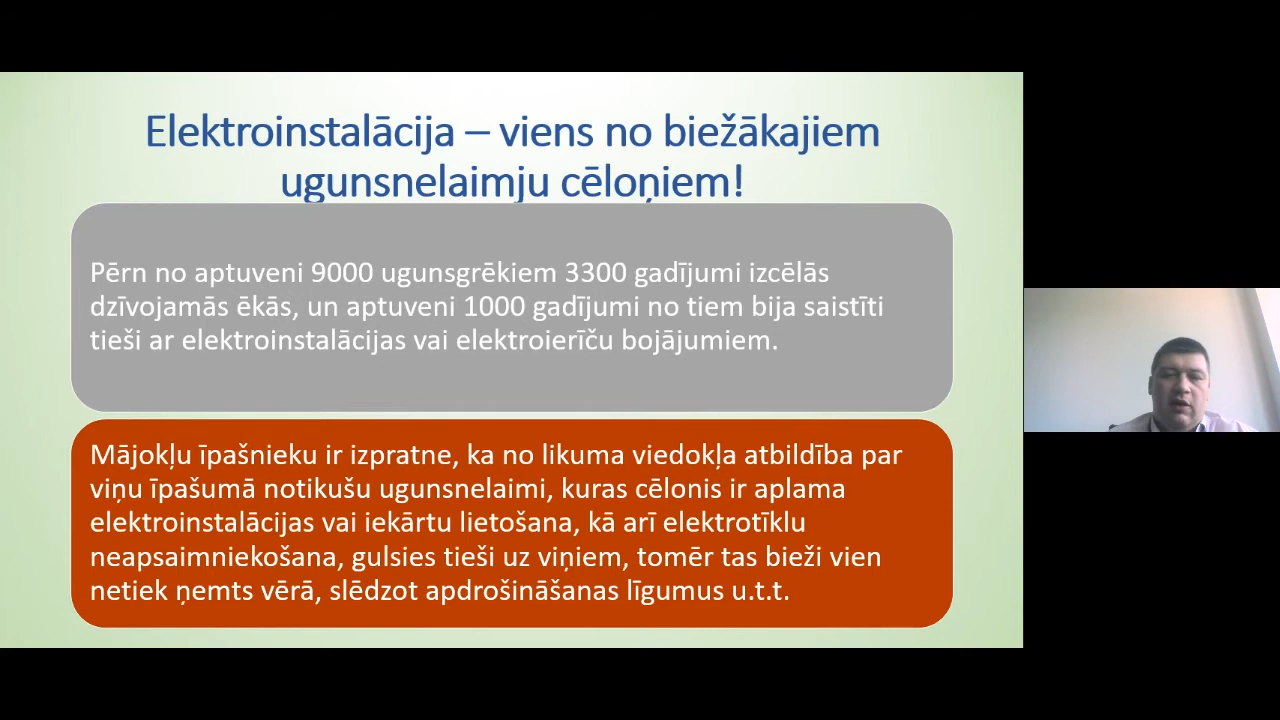 Elektroinstalācija – viens no biežākajiem
ugunsnelaimju cēloņiem!
Pērn no aptuveni 9000 ugunsgrēkiem 3300 gadījumi izcēlās
dzīvojamās ēkās, un aptuveni 1000 gadījumi no tiem bija saistīti
tieši ar elektroinstalācijas vai elektroierīču bojājumiem.
Mājokļu īpašnieku ir izpratne, ka no likuma viedokļa atbildība par
viņu īpašumā notikušu ugunsnelaimi, kuras cēlonis ir aplama
elektroinstalācijas vai iekārtu lietošana, kā arī elektrotīklu
neapsaimniekošana, gulsies tieši uz viņiem, tomēr tas bieži vien
netiek ņemts vērā, slēdzot apdrošināšanas līgumus u.t.t.